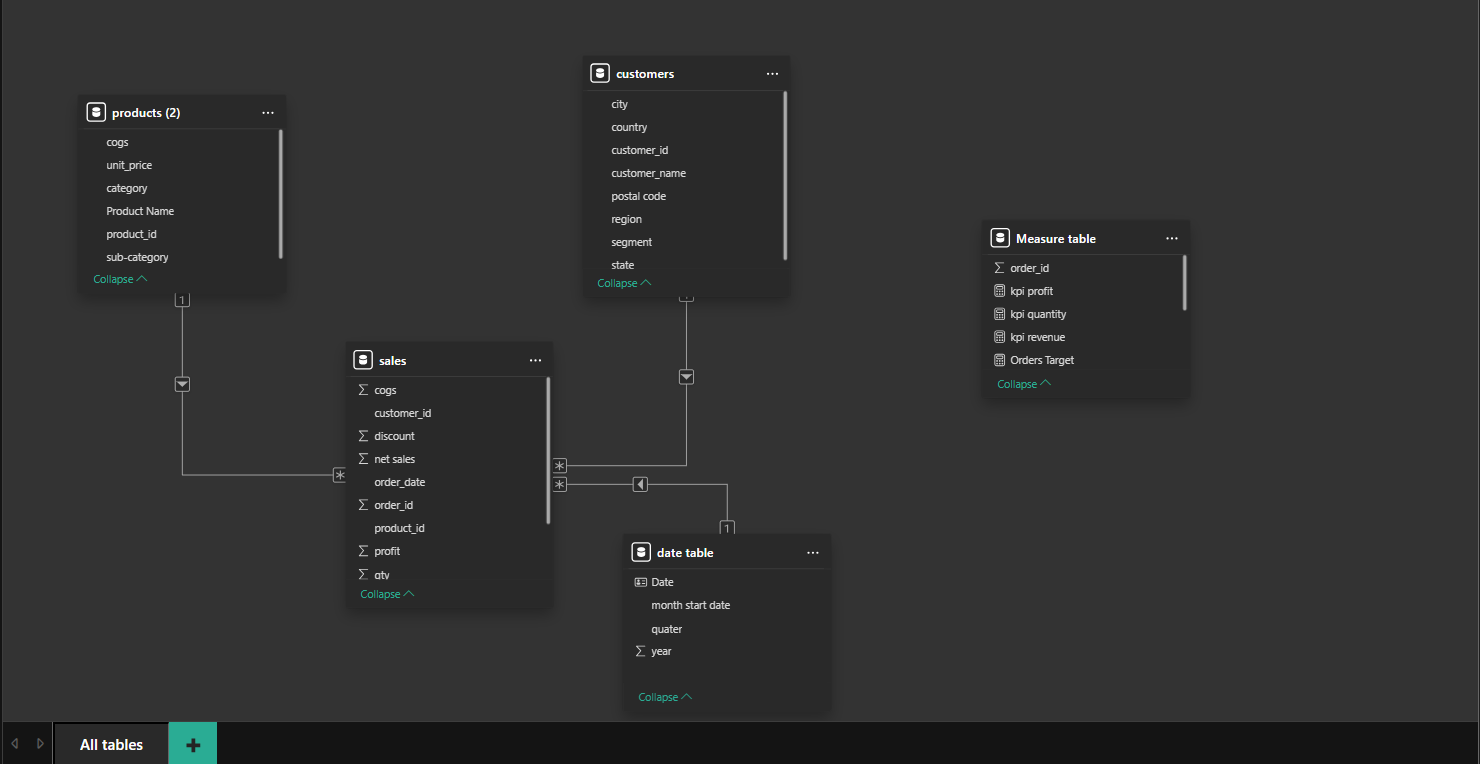 products (2)
cogs
unit_price
category
Product Name
product_id
sub-category
Collapse
1
customers
city
country
customer_id
customer_name
postal code
region
segment
state
Collapse
Measure table
order_id
kpi profit
kpi quantity
kpi revenue
Orders Target
Collapse
sales
cogs
customer_id
discount
net sales
order_date
order_id
product_id
profit
qty
Collapse
*
*
*
1
date table
Date
month start date
quater
year
Collapse
All tables